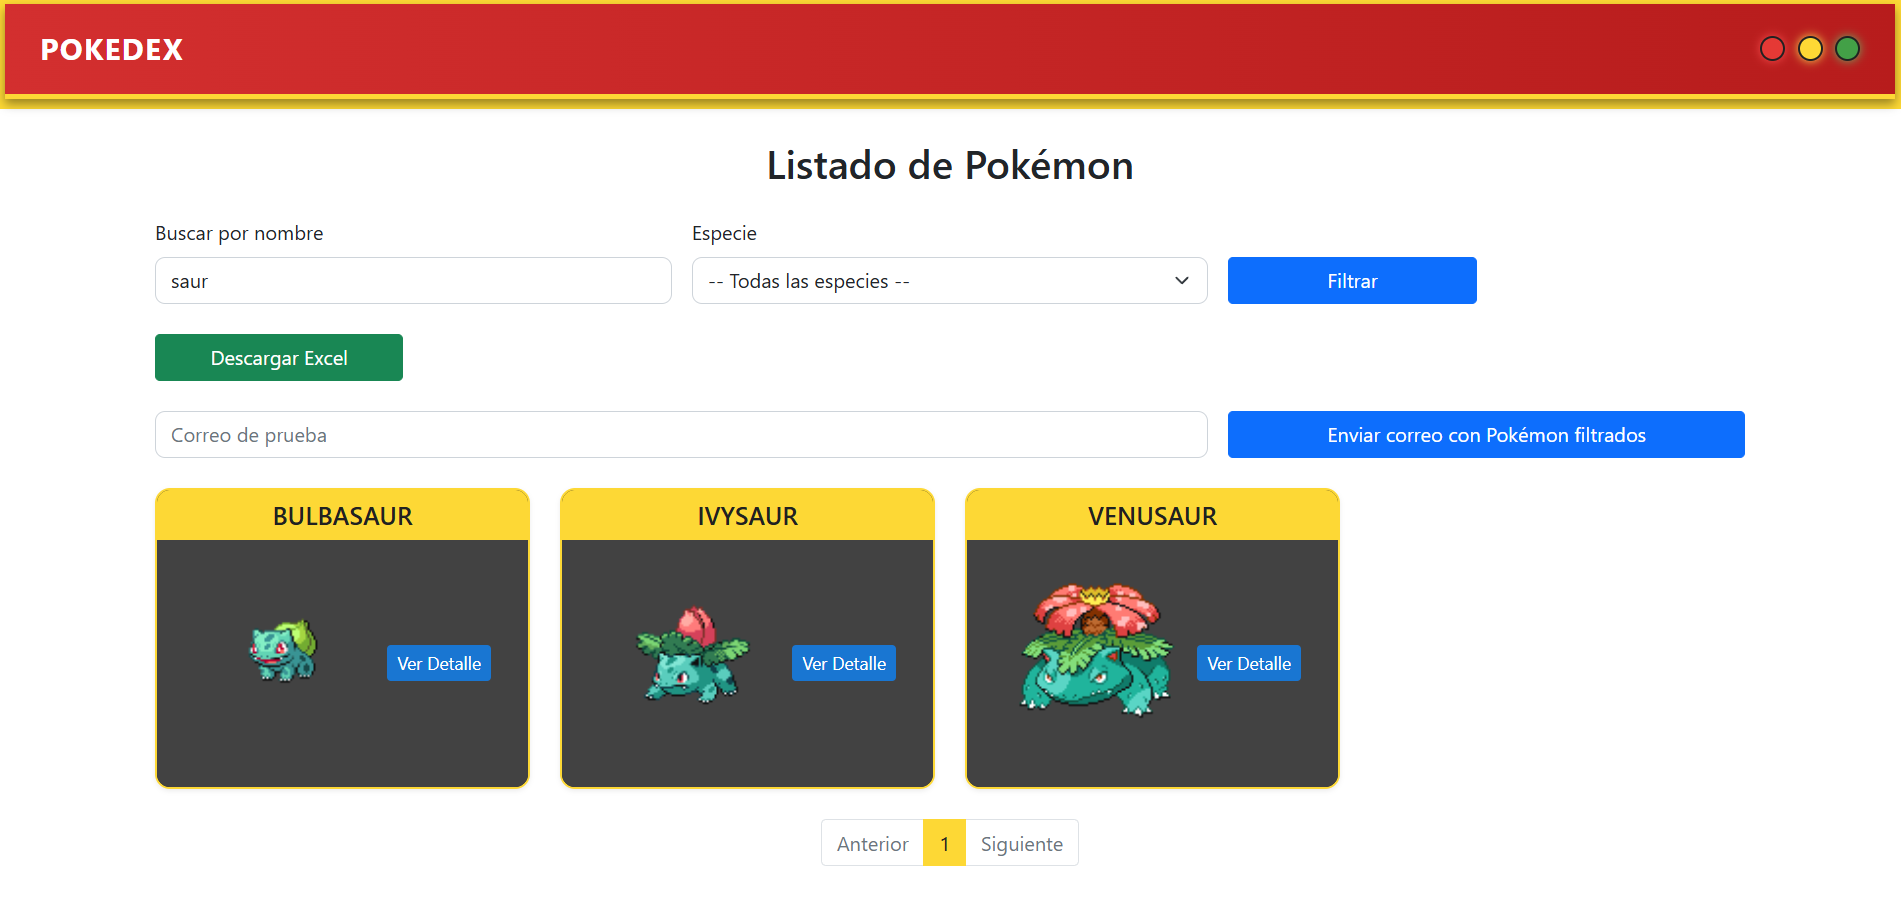 POKEDEX
Listado de Pokémon
Buscar por nombre
Especie
saur
-- Todas las especies --
Filtrar
Descargar Excel
Correo de prueba
Enviar correo con Pokémon filtrados
BULBASAUR
IVYSAUR
VENUSAUR
Ver Detalle
Ver Detalle
Ver Detalle
Anterior
1
Siguiente